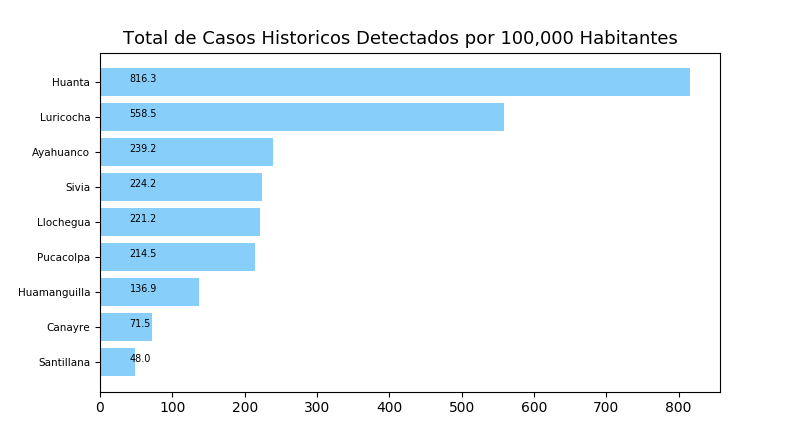 Total de Casos Historicos Detectados por 100,000 Habitantes
Huanta 816.3
Luricocha 558.5
Ayahuanco 239.2
Sivia 224.2
Llochegua 221.2
Pucacolpa 214.5
Huamanguilla 136.9
Canayre 71.5
Santillana 48.0
0 100 200 300 400 500 600 700 800